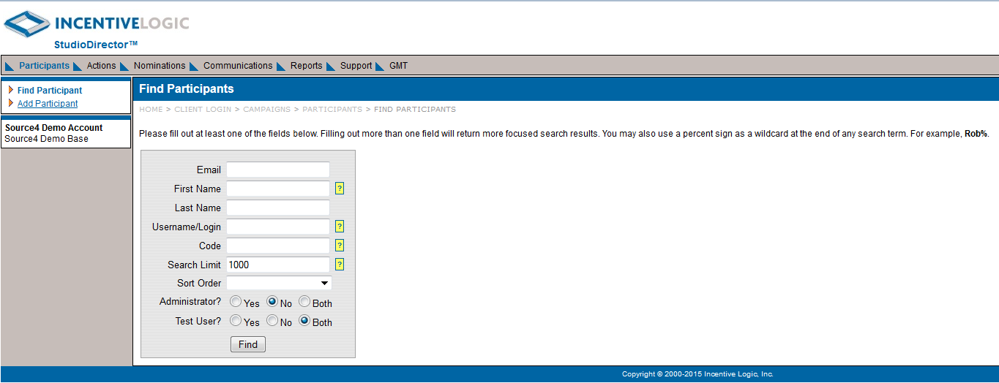 INCENTIVELOGIC
StudioDirector™
Participants Actions Nominations Communications Reports Support GMT
Find Participant
Add Participant
Source4 Demo Account
Source4 Demo Base
Find Participants
HOME > CLIENT LOGIN > CAMPAIGNS > PARTICIPANTS > FIND PARTICIPANTS
Please fill out at least one of the fields below. Filling out more than one field will return more focused search results. You may also use a percent sign as a wildcard at the end of any search term. For example, Rob%.
Email
First Name ?
Last Name
Username/Login ?
Code ?
Search Limit 1000 ?
Sort Order
Administrator? Yes No Both
Test User? Yes No Both
Find
Copyright © 2000-2015 Incentive Logic, Inc.